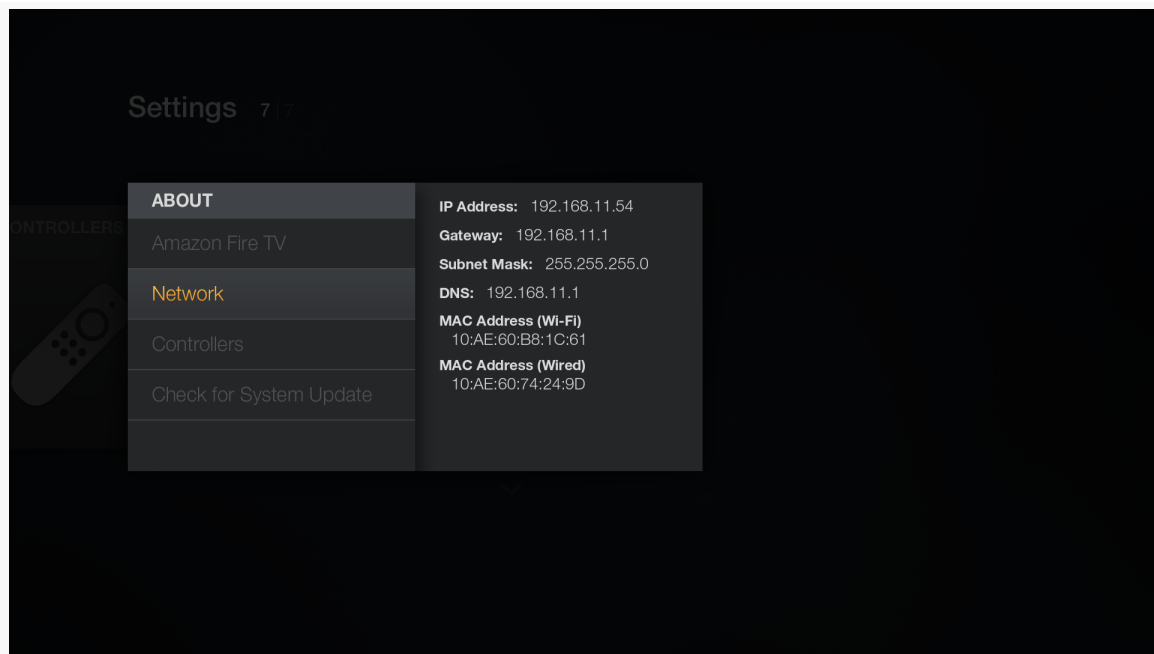 Settings 7 | 7
ONTROLLERS
ABOUT
Amazon Fire TV
Network
Controllers
Check for System Update
IP Address: 192.168.11.54
Gateway: 192.168.11.1
Subnet Mask: 255.255.255.0
DNS: 192.168.11.1
MAC Address (Wi-Fi)
10:AE:60:B8:1C:61
MAC Address (Wired)
10:AE:60:74:24:9D